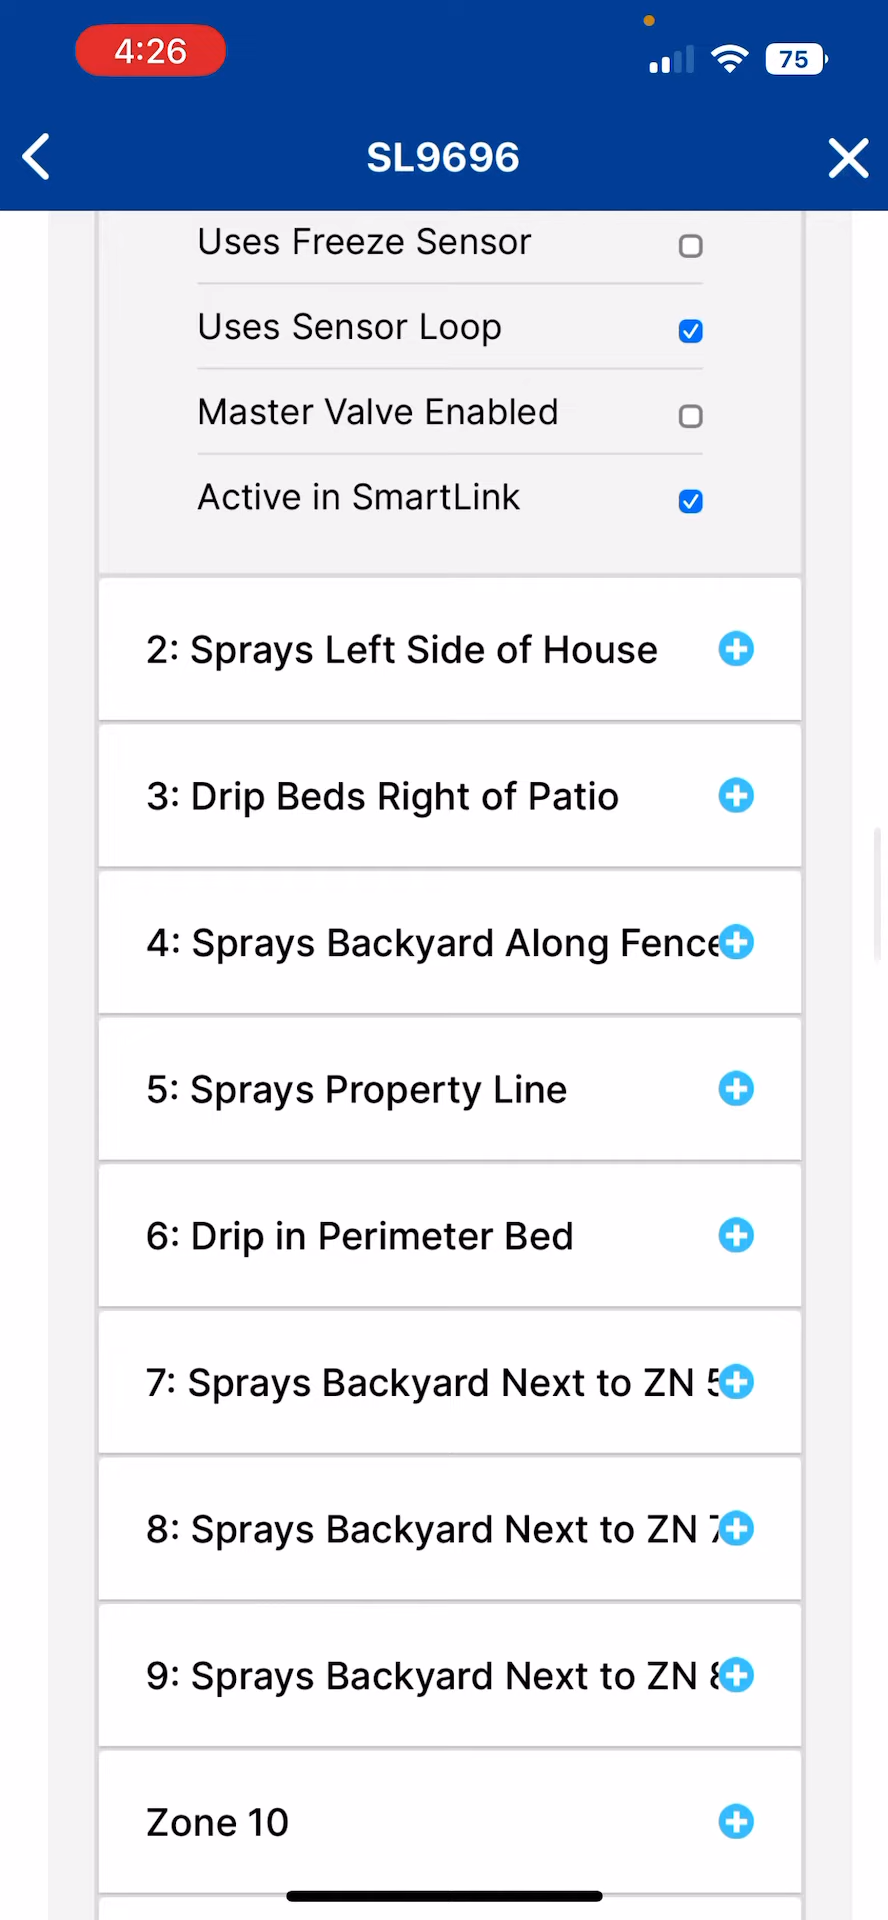 4:26
75
SL9696
Uses Freeze Sensor
Uses Sensor Loop
Master Valve Enabled
Active in SmartLink
2: Sprays Left Side of House
3: Drip Beds Right of Patio
4: Sprays Backyard Along Fence
5: Sprays Property Line
6: Drip in Perimeter Bed
7: Sprays Backyard Next to ZN 5
8: Sprays Backyard Next to ZN 7
9: Sprays Backyard Next to ZN 8
Zone 10